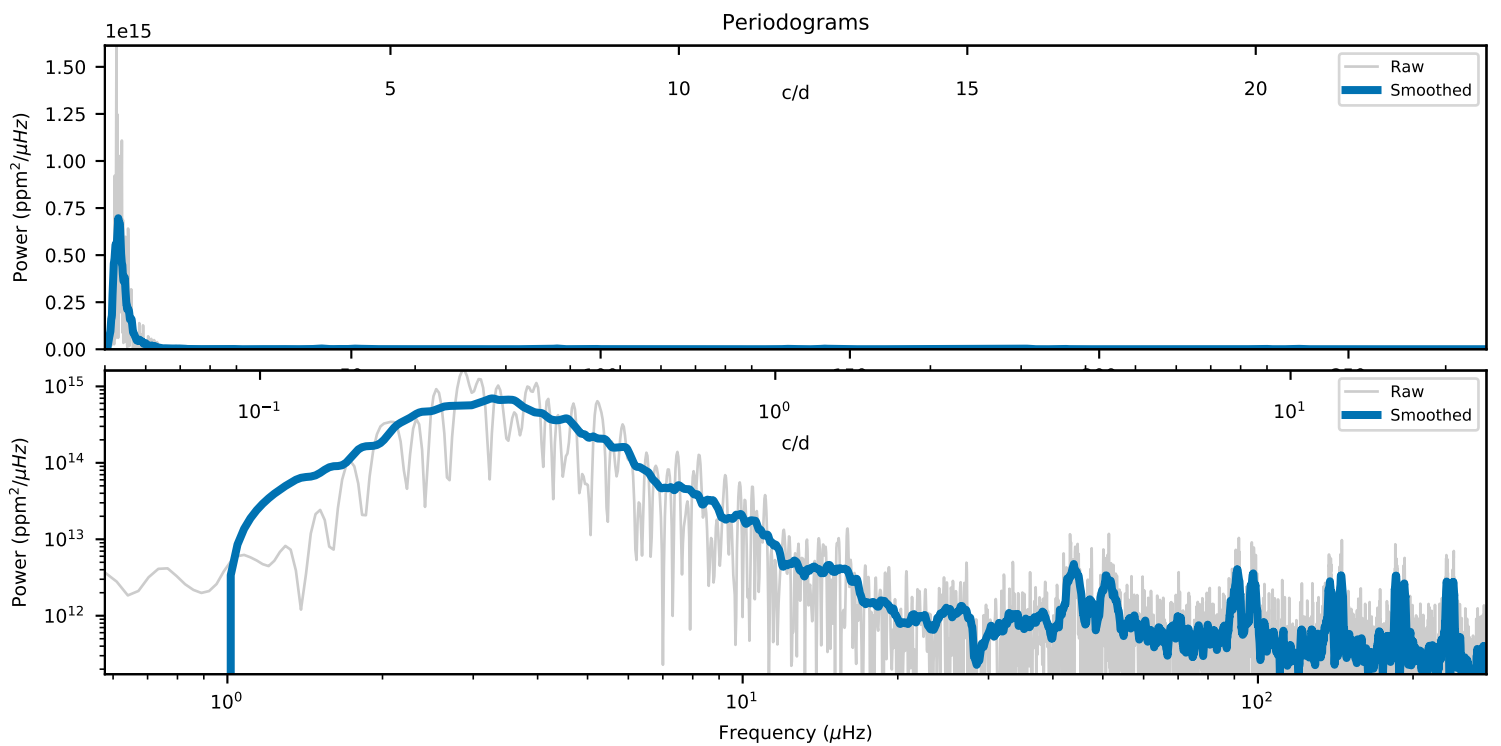 Periodograms
1e15
5 10 15 20
c/d
Raw
Smoothed
1.50
1.25
1.00
0.75
0.50
0.25
0.00
Power (ppm²/μHz)
10⁻¹ 10⁰ 10¹
c/d
Raw
Smoothed
10¹⁵
10¹⁴
10¹³
10¹²
Power (ppm²/μHz)
10⁰ 10¹ 10²
Frequency (μHz)